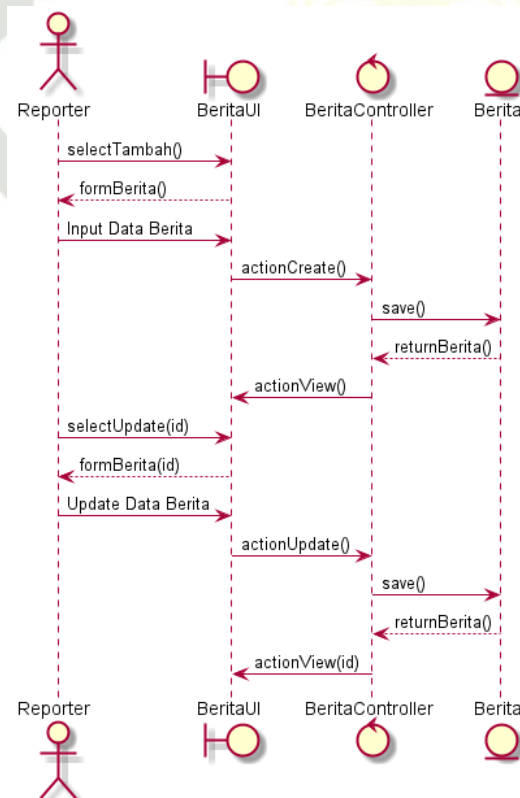 Reporter BeritaUI BeritaController Berita
selectTambah()
formBerita()
Input Data Berita
actionCreate()
save()
returnBerita()
actionView()
selectUpdate(id)
formBerita(id)
Update Data Berita
actionUpdate()
save()
returnBerita()
actionView(id)
Reporter BeritaUI BeritaController Berita